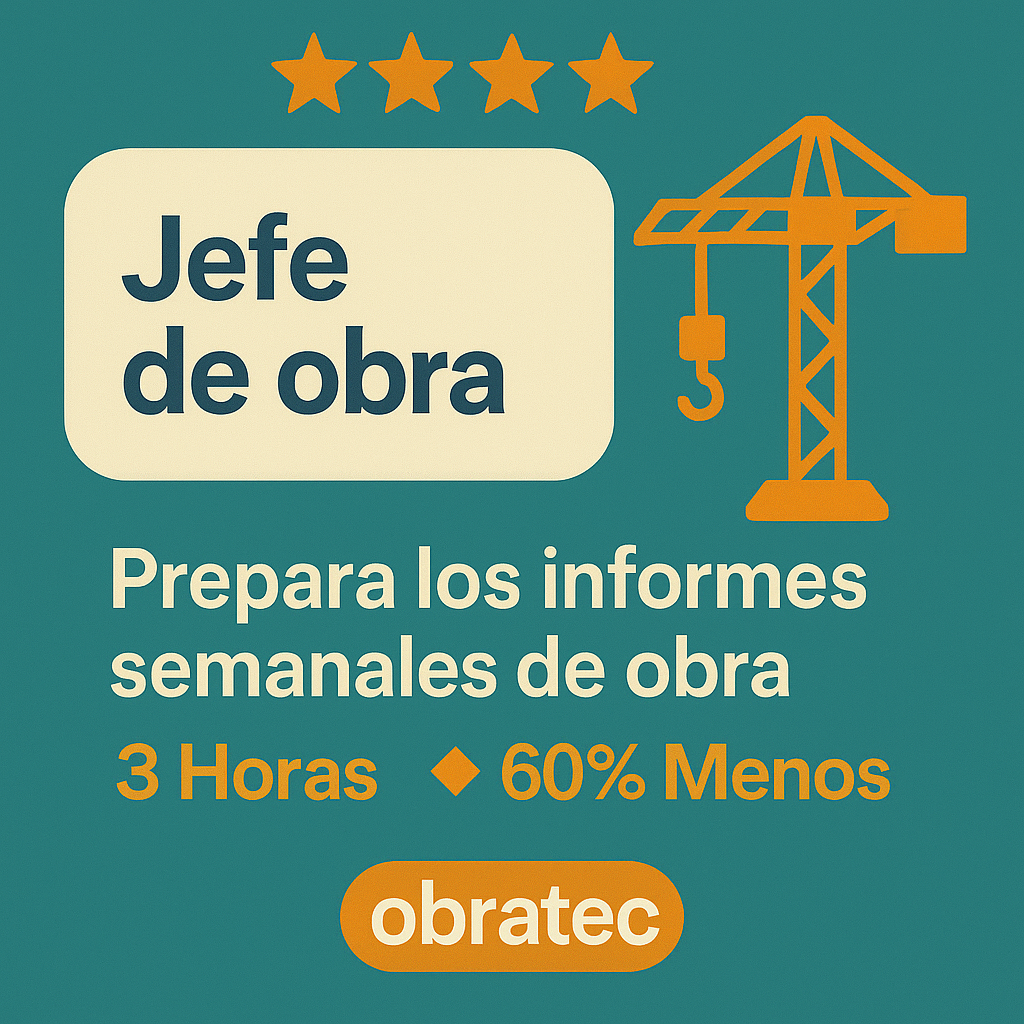 Jefe
de obra
Prepara los informes
semanales de obra
3 Horas ◆ 60% Menos
obratec